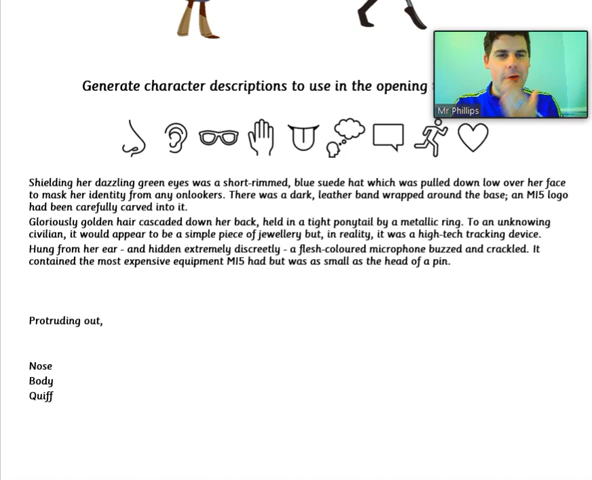 Generate character descriptions to use in the opening
Mr Phillips
Shielding her dazzling green eyes was a short-rimmed, blue suede hat which was pulled down low over her face
to mask her identity from any onlookers. There was a dark, leather band wrapped around the base; an MI5 logo
had been carefully carved into it.
Gloriously golden hair cascaded down her back, held in a tight ponytail by a metallic ring. To an unknowing
civilian, it would appear to be a simple piece of jewellery but, in reality, it was a high-tech tracking device.
Hung from her ear - and hidden extremely discreetly - a flesh-coloured microphone buzzed and crackled. It
contained the most expensive equipment MI5 had but was as small as the head of a pin.
Protruding out,
Nose
Body
Quiff